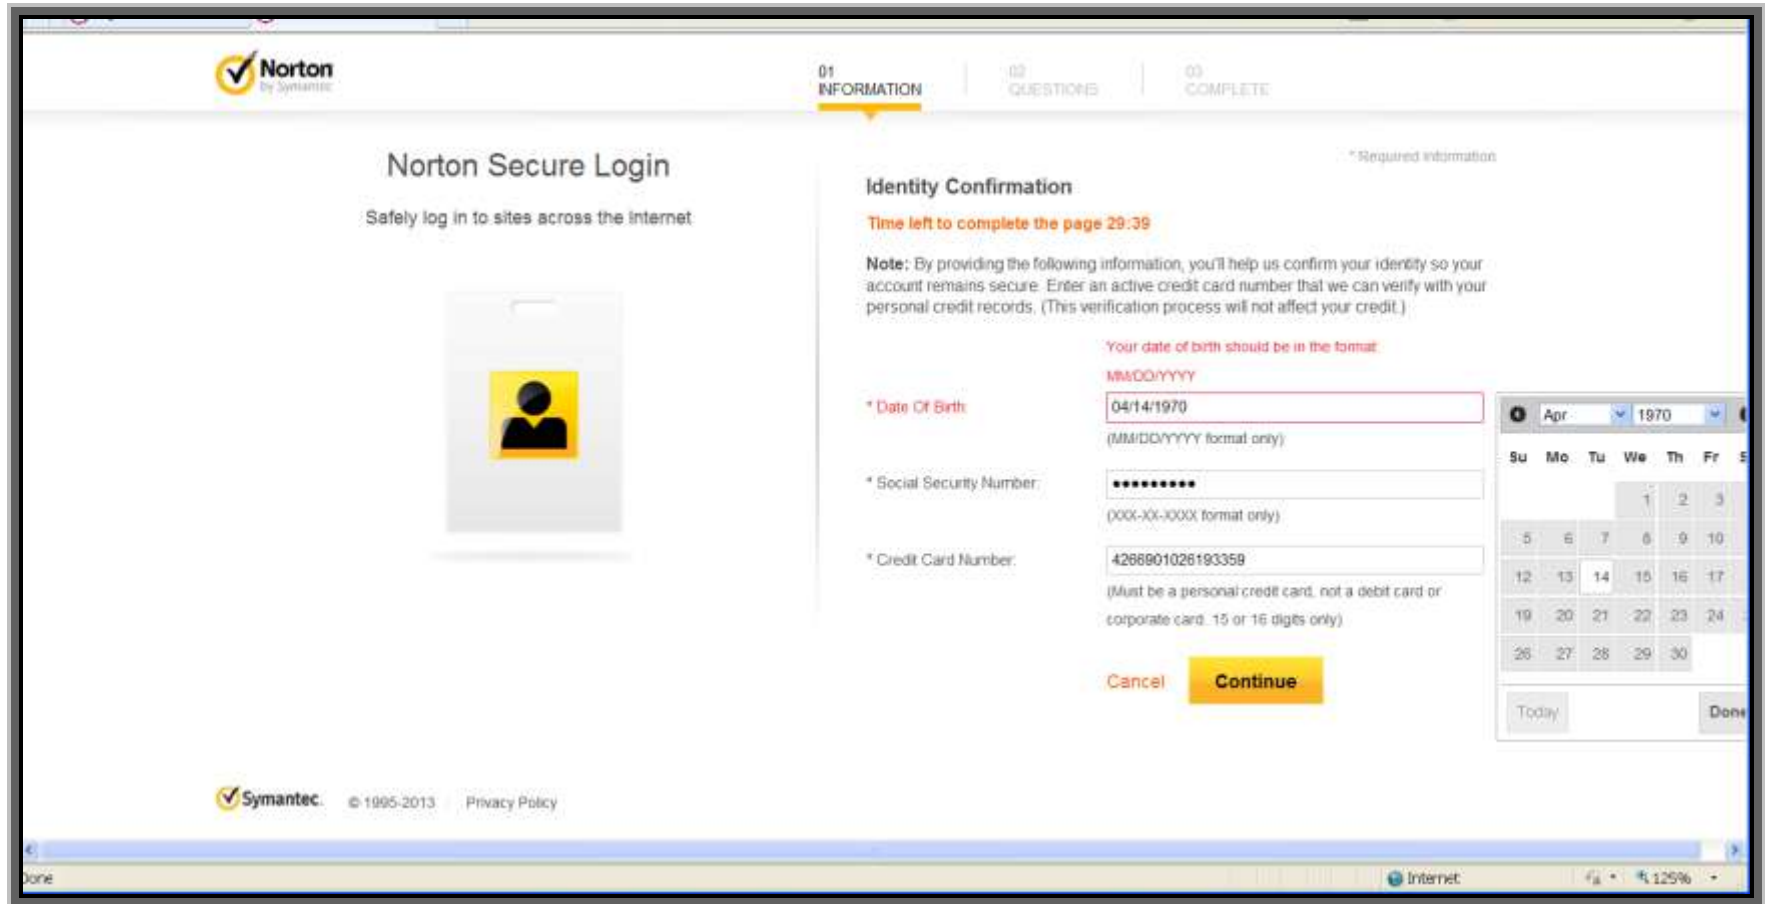 Norton
by Symantec
01
INFORMATION
02
QUESTIONS
03
COMPLETE
Norton Secure Login
Safely log in to sites across the Internet
* Required Information
Identity Confirmation
Time left to complete the page 29:39
Note: By providing the following information, you'll help us confirm your identity so your
account remains secure. Enter an active credit card number that we can verify with your
personal credit records. (This verification process will not affect your credit.)
Your date of birth should be in the format:
MM/DD/YYYY
* Date Of Birth:
04/14/1970
(MM/DD/YYYY format only)
* Social Security Number:
•••••••••
(XXX-XX-XXXX format only)
* Credit Card Number:
4266901026193359
(Must be a personal credit card, not a debit card or
corporate card. 15 or 16 digits only)
Cancel Continue
Apr 1970
Su Mo Tu We Th Fr
1 2 3
5 6 7 8 9 10
12 13 14 15 16 17
19 20 21 22 23 24
26 27 28 29 30
Today Done
Symantec. © 1995-2013 Privacy Policy
Done
Internet
125%